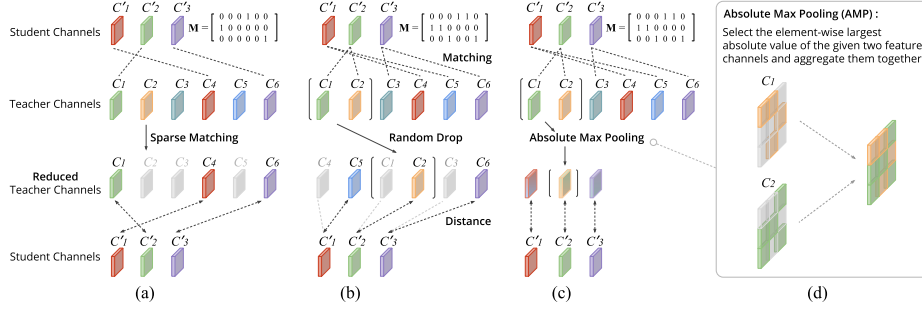 Student Channels
C′1 C′2 C′3
M = [
0 0 0 1 0 0
1 0 0 0 0 0
0 0 0 0 0 1
]
Teacher Channels
C1 C2 C3 C4 C5 C6
Sparse Matching
Reduced
Teacher Channels
C1 C2 C3 C4 C5 C6
Student Channels
C′1 C′2 C′3
(a)
C′1 C′2 C′3
M = [
0 0 0 1 1 0
1 1 0 0 0 0
0 0 1 0 0 1
]
Matching
C1 C2 C3 C4 C5 C6
Random Drop
C4 C5 C1 C2 C3 C6
Distance
C′1 C′2 C′3
(b)
C′1 C′2 C′3
M = [
0 0 0 1 1 0
1 1 0 0 0 0
0 0 1 0 0 1
]
C1 C2 C3 C4 C5 C6
Absolute Max Pooling
C′1 C′2 C′3
(c)
Absolute Max Pooling (AMP) :
Select the element-wise largest
absolute value of the given two feature
channels and aggregate them together
C1
C2
(d)